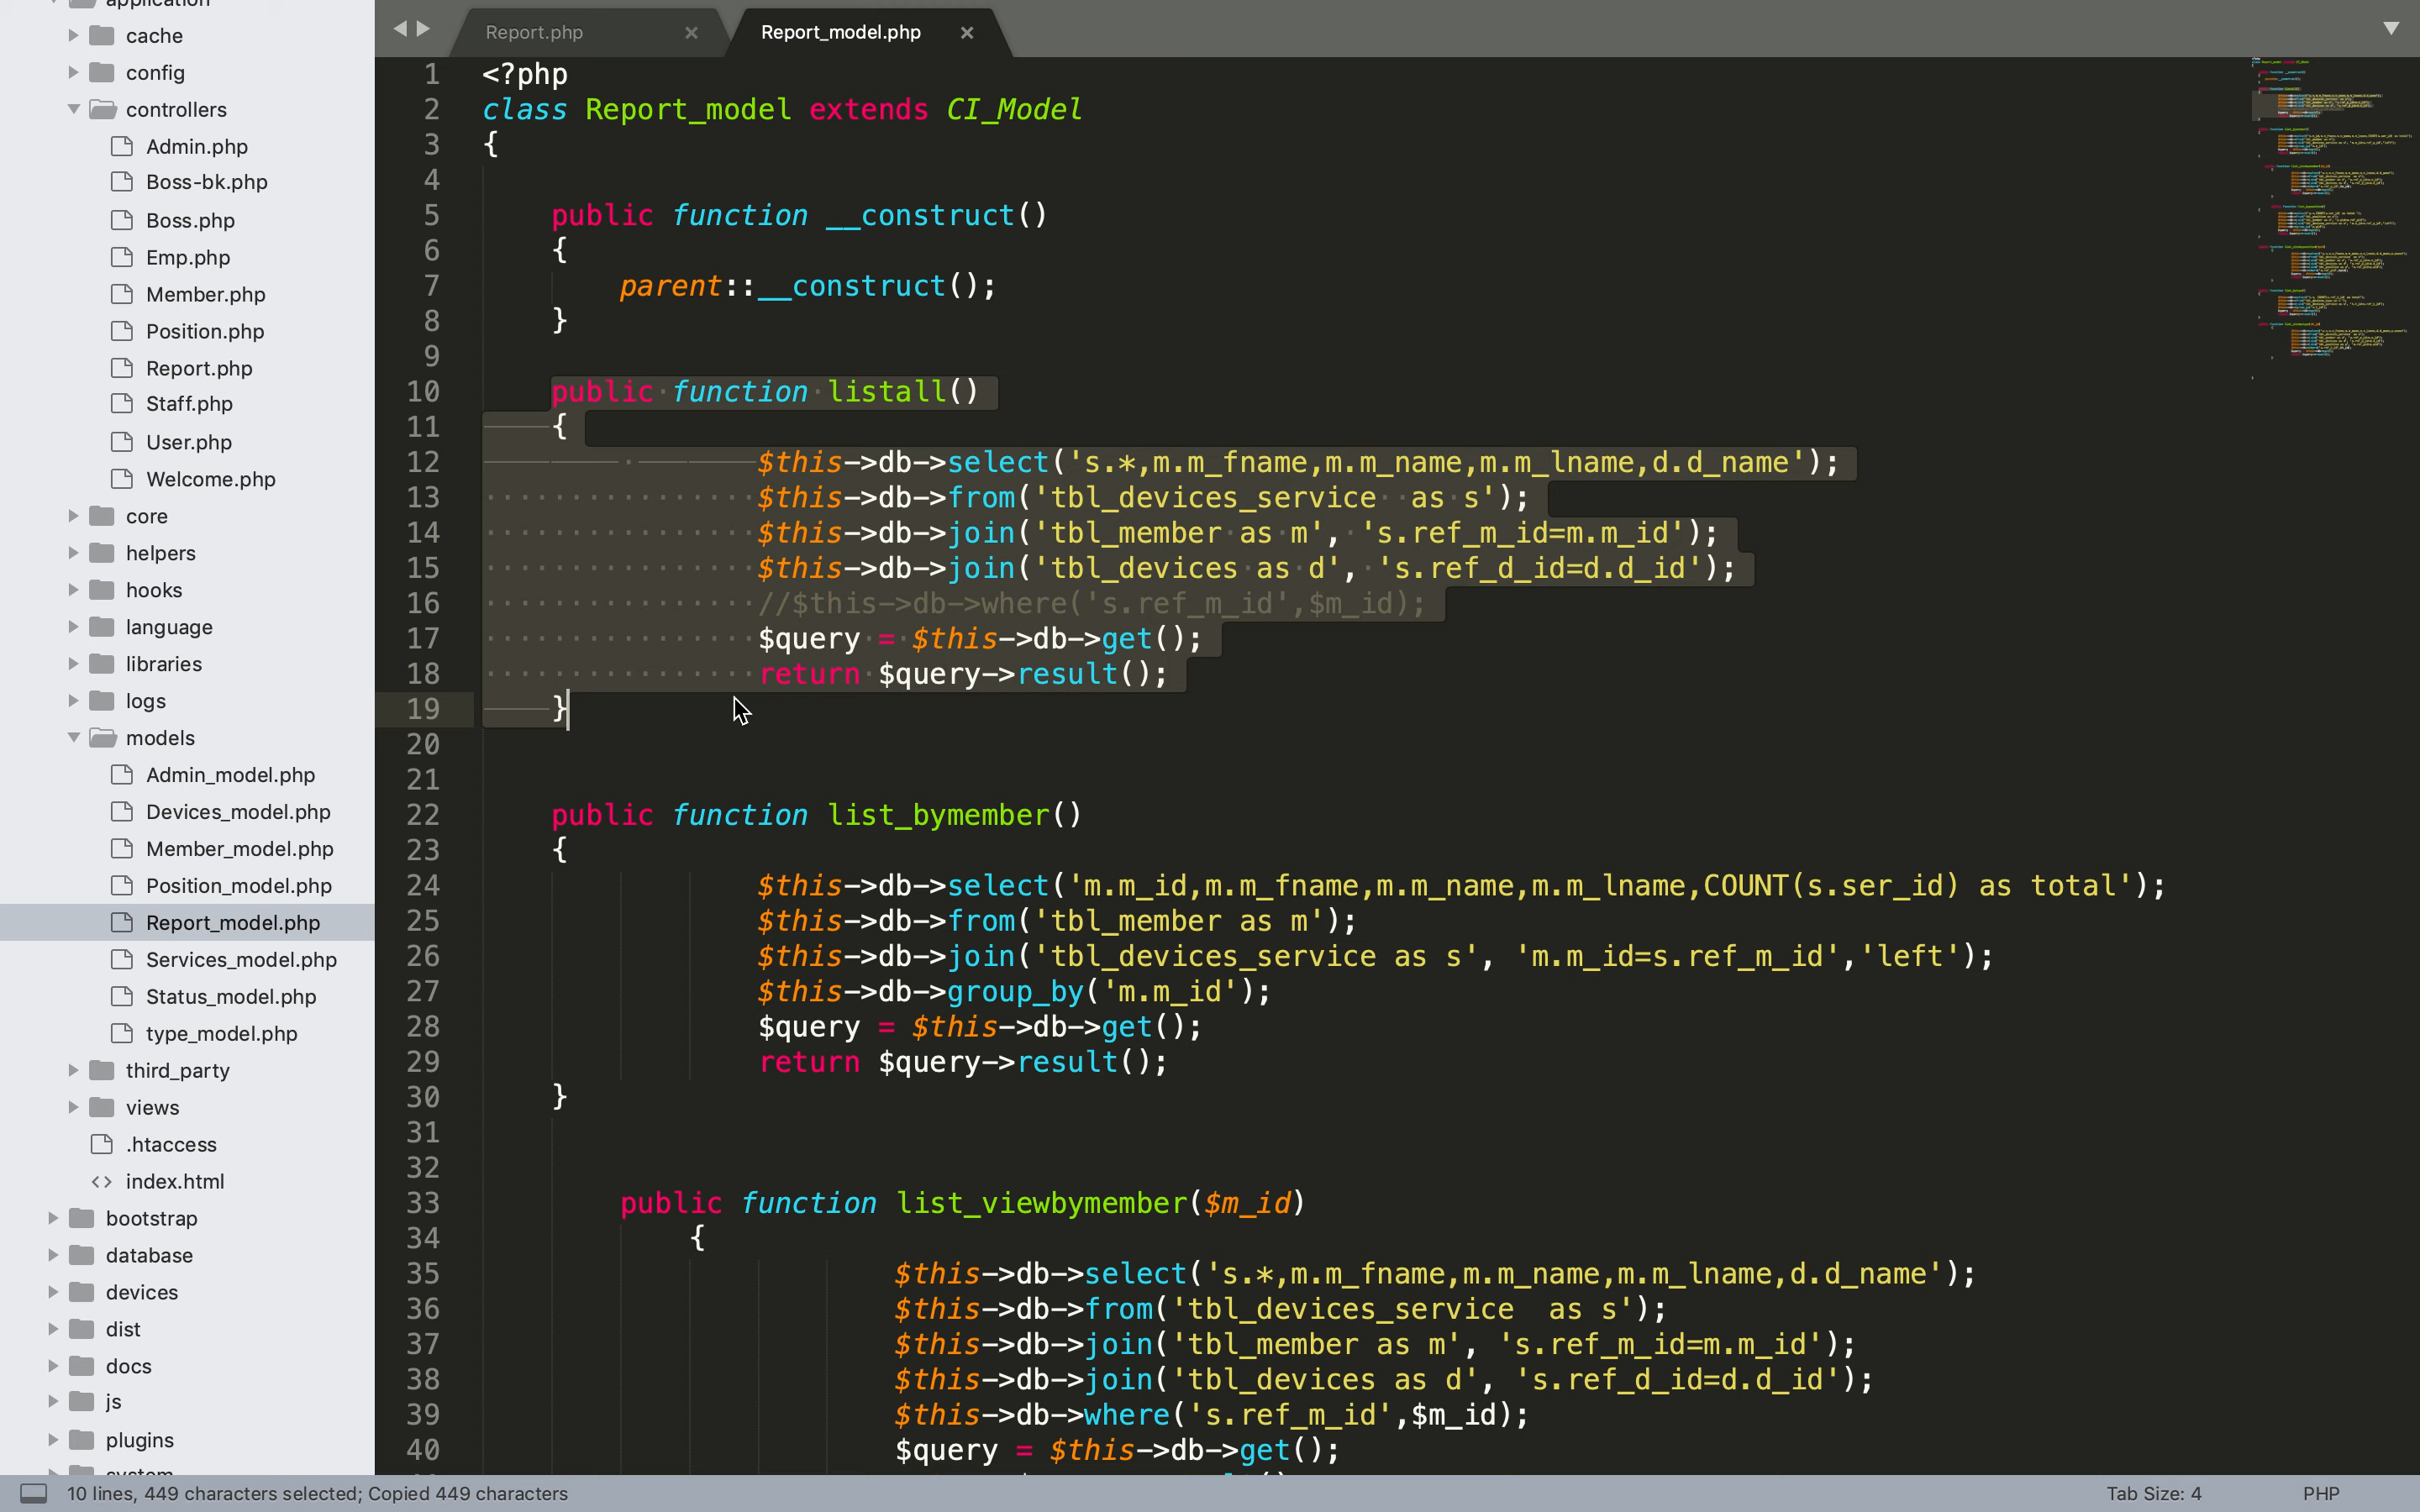 application
cache
config
controllers
Admin.php
Boss-bk.php
Boss.php
Emp.php
Member.php
Position.php
Report.php
Staff.php
User.php
Welcome.php
core
helpers
hooks
language
libraries
logs
models
Admin_model.php
Devices_model.php
Member_model.php
Position_model.php
Report_model.php
Services_model.php
Status_model.php
type_model.php
third_party
views
.htaccess
index.html
bootstrap
database
devices
dist
docs
js
plugins
system
Report.php ×
Report_model.php ×
1 <?php
2 class Report_model extends CI_Model
3 {
4
5 public function __construct()
6 {
7 parent::__construct();
8 }
9
10 public function listall()
11 {
12 $this->db->select('s.*,m.m_fname,m.m_name,m.m_lname,d.d_name');
13 $this->db->from('tbl_devices_service  as s');
14 $this->db->join('tbl_member as m', 's.ref_m_id=m.m_id');
15 $this->db->join('tbl_devices as d', 's.ref_d_id=d.d_id');
16 //$this->db->where('s.ref_m_id',$m_id);
17 $query = $this->db->get();
18 return $query->result();
19 }
20
21
22 public function list_bymember()
23 {
24 $this->db->select('m.m_id,m.m_fname,m.m_name,m.m_lname,COUNT(s.ser_id) as total');
25 $this->db->from('tbl_member as m');
26 $this->db->join('tbl_devices_service as s', 'm.m_id=s.ref_m_id','left');
27 $this->db->group_by('m.m_id');
28 $query = $this->db->get();
29 return $query->result();
30 }
31
32
33 public function list_viewbymember($m_id)
34 {
35 $this->db->select('s.*,m.m_fname,m.m_name,m.m_lname,d.d_name');
36 $this->db->from('tbl_devices_service  as s');
37 $this->db->join('tbl_member as m', 's.ref_m_id=m.m_id');
38 $this->db->join('tbl_devices as d', 's.ref_d_id=d.d_id');
39 $this->db->where('s.ref_m_id',$m_id);
40 $query = $this->db->get();
10 lines, 449 characters selected; Copied 449 characters
Tab Size: 4
PHP